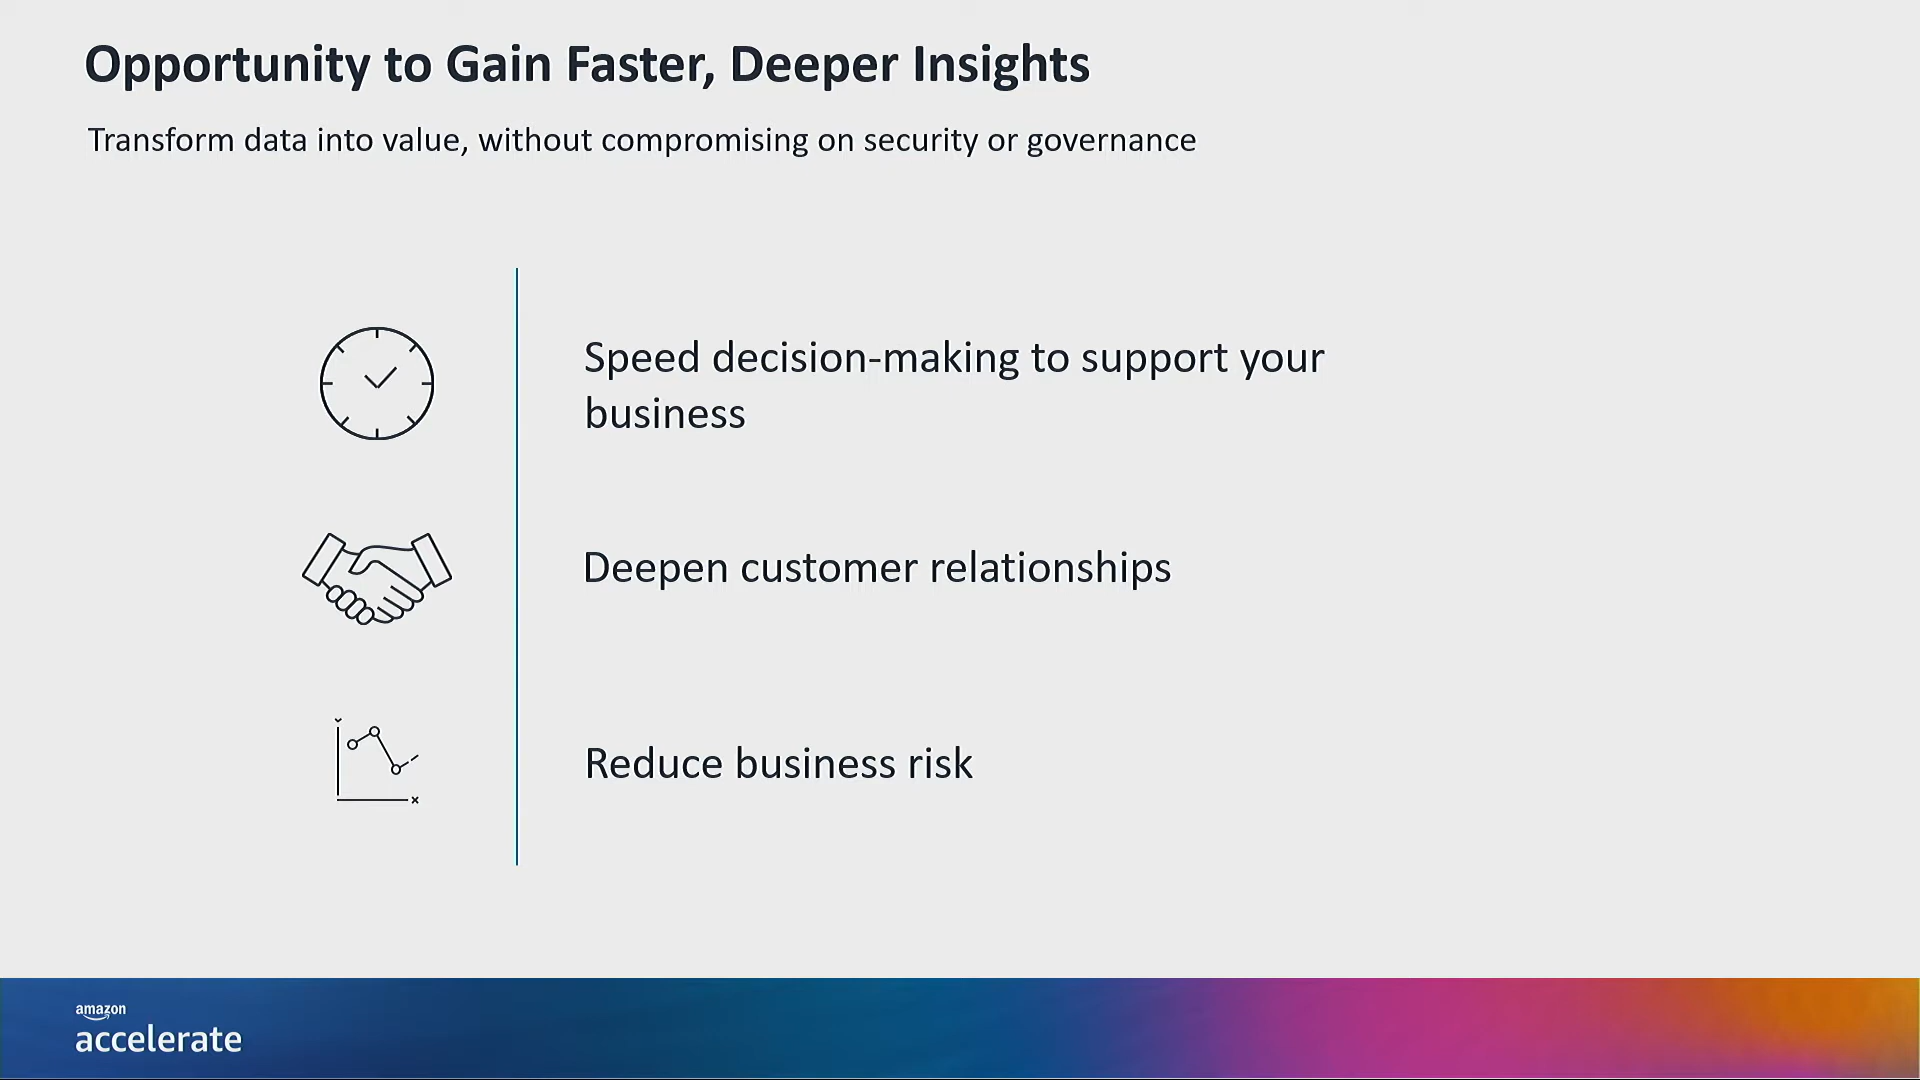 Opportunity to Gain Faster, Deeper Insights
Transform data into value, without compromising on security or governance
Speed decision-making to support your
business
Deepen customer relationships
Reduce business risk
amazon
accelerate